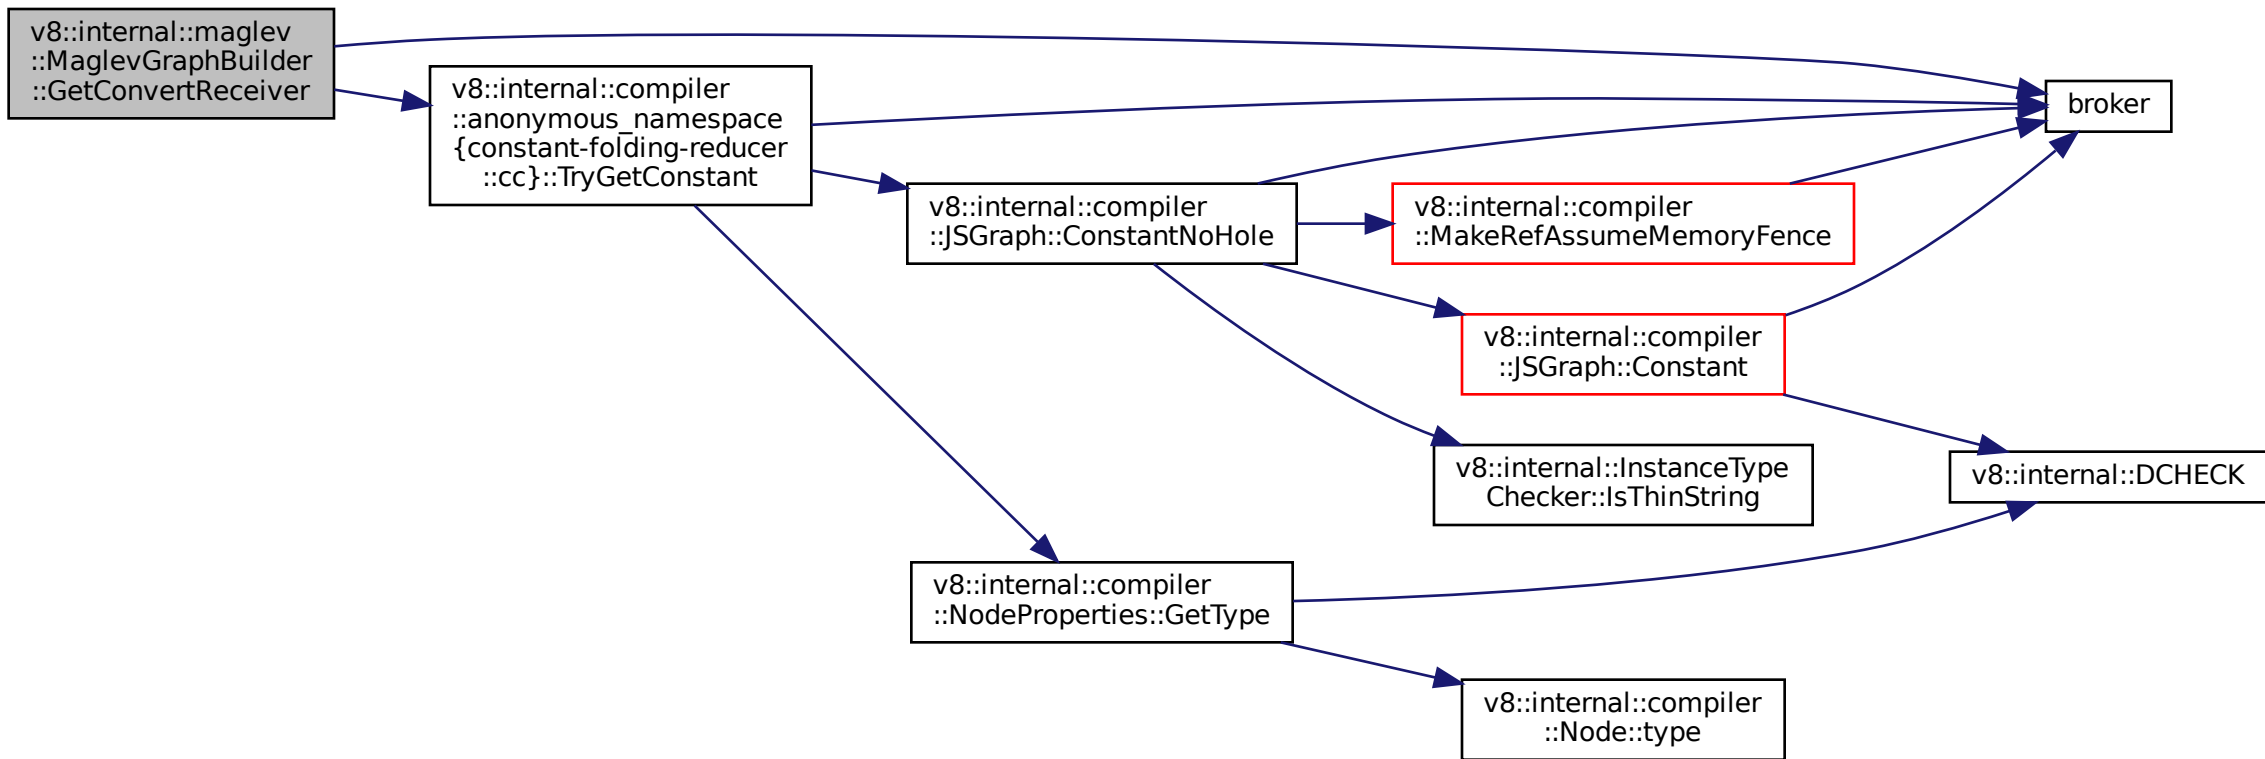 v8::internal::maglev
::MaglevGraphBuilder
::GetConvertReceiver
v8::internal::compiler
::anonymous_namespace
{constant-folding-reducer
::cc}::TryGetConstant
broker
v8::internal::compiler
::JSGraph::ConstantNoHole
v8::internal::compiler
::MakeRefAssumeMemoryFence
v8::internal::compiler
::JSGraph::Constant
v8::internal::InstanceType
Checker::IsThinString
v8::internal::DCHECK
v8::internal::compiler
::NodeProperties::GetType
v8::internal::compiler
::Node::type